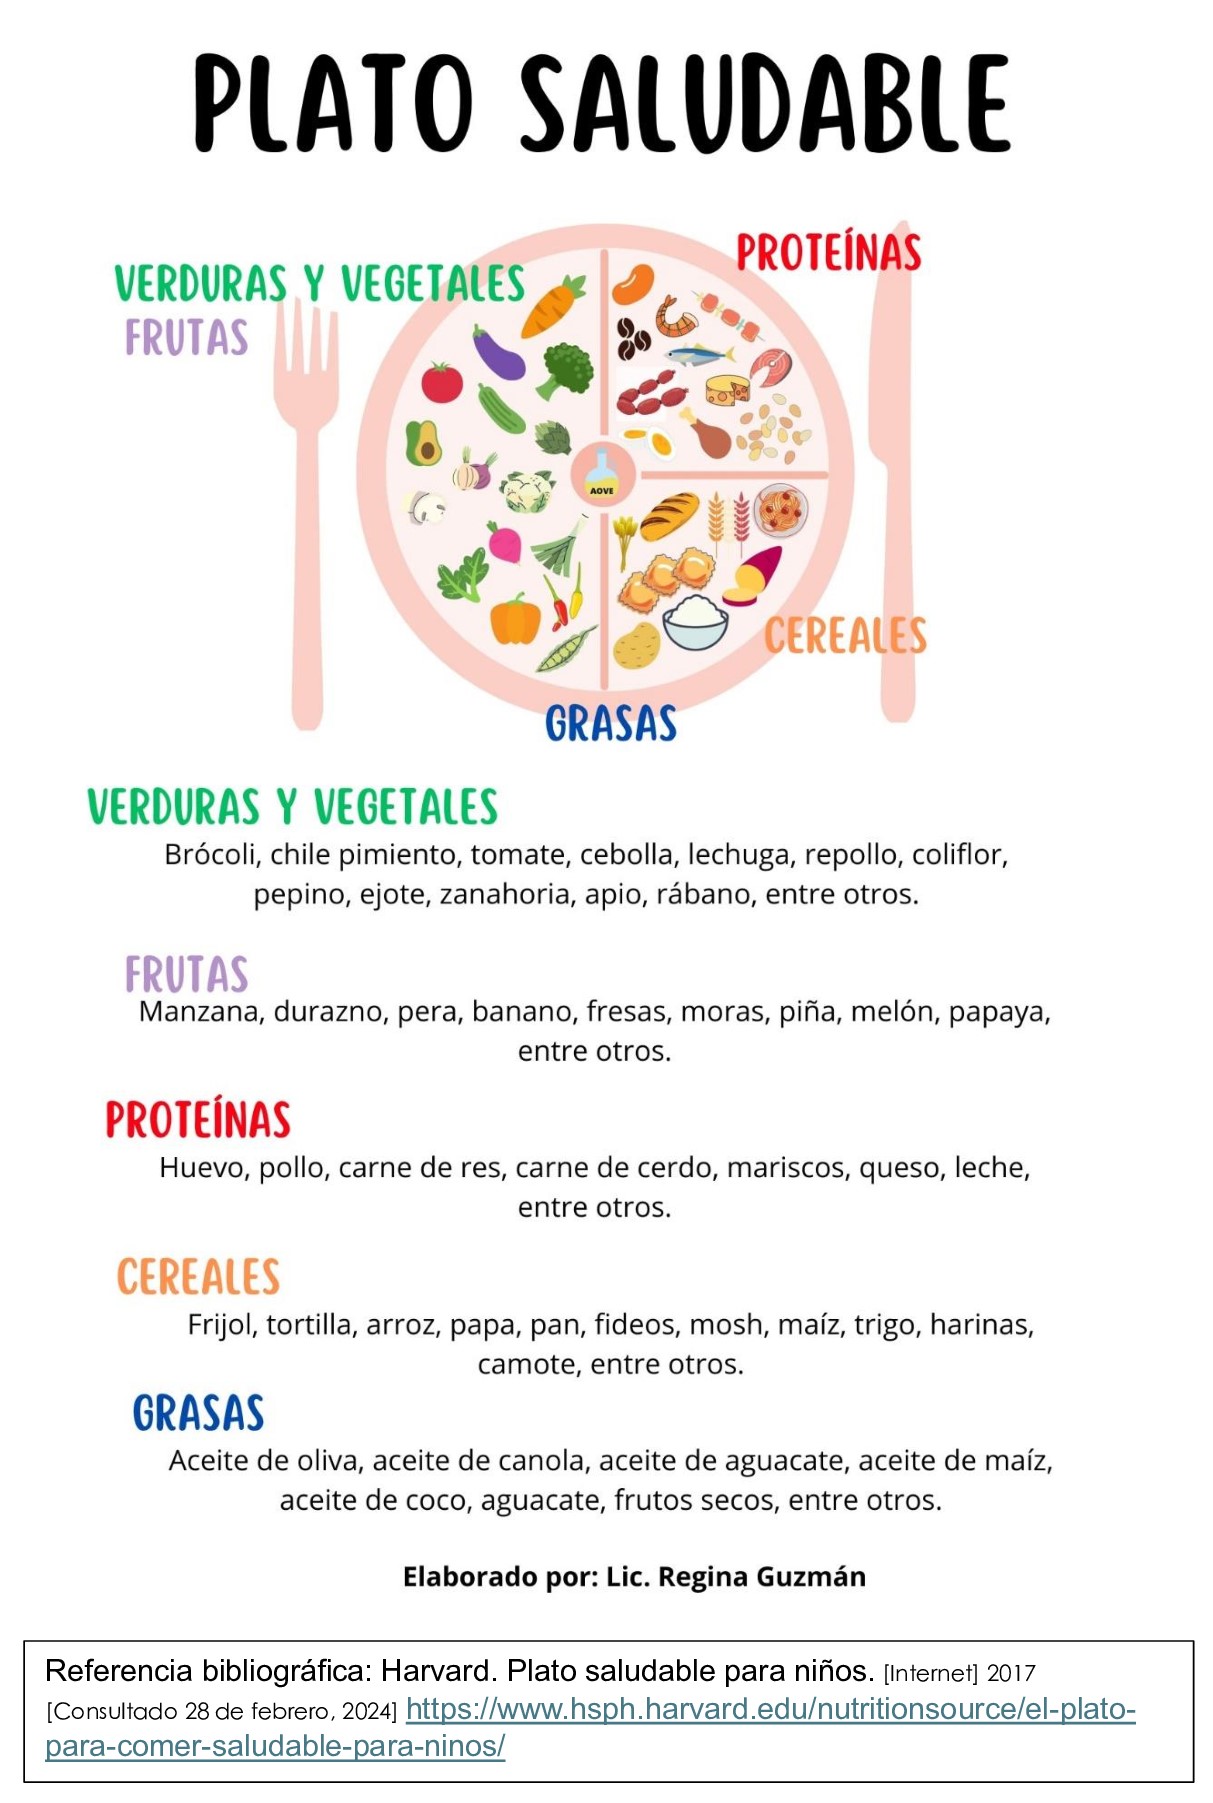 PLATO SALUDABLE
PROTEÍNAS
VERDURAS Y VEGETALES
FRUTAS
AOVE
CEREALES
GRASAS
VERDURAS Y VEGETALES
Brócoli, chile pimiento, tomate, cebolla, lechuga, repollo, coliflor,
pepino, ejote, zanahoria, apio, rábano, entre otros.
FRUTAS
Manzana, durazno, pera, banano, fresas, moras, piña, melón, papaya,
entre otros.
PROTEÍNAS
Huevo, pollo, carne de res, carne de cerdo, mariscos, queso, leche,
entre otros.
CEREALES
Frijol, tortilla, arroz, papa, pan, fideos, mosh, maíz, trigo, harinas,
camote, entre otros.
GRASAS
Aceite de oliva, aceite de canola, aceite de aguacate, aceite de maíz,
aceite de coco, aguacate, frutos secos, entre otros.
Elaborado por: Lic. Regina Guzmán
Referencia bibliográfica: Harvard. Plato saludable para niños. [Internet] 2017
[Consultado 28 de febrero, 2024] https://www.hsph.harvard.edu/nutritionsource/el-plato-
para-comer-saludable-para-ninos/